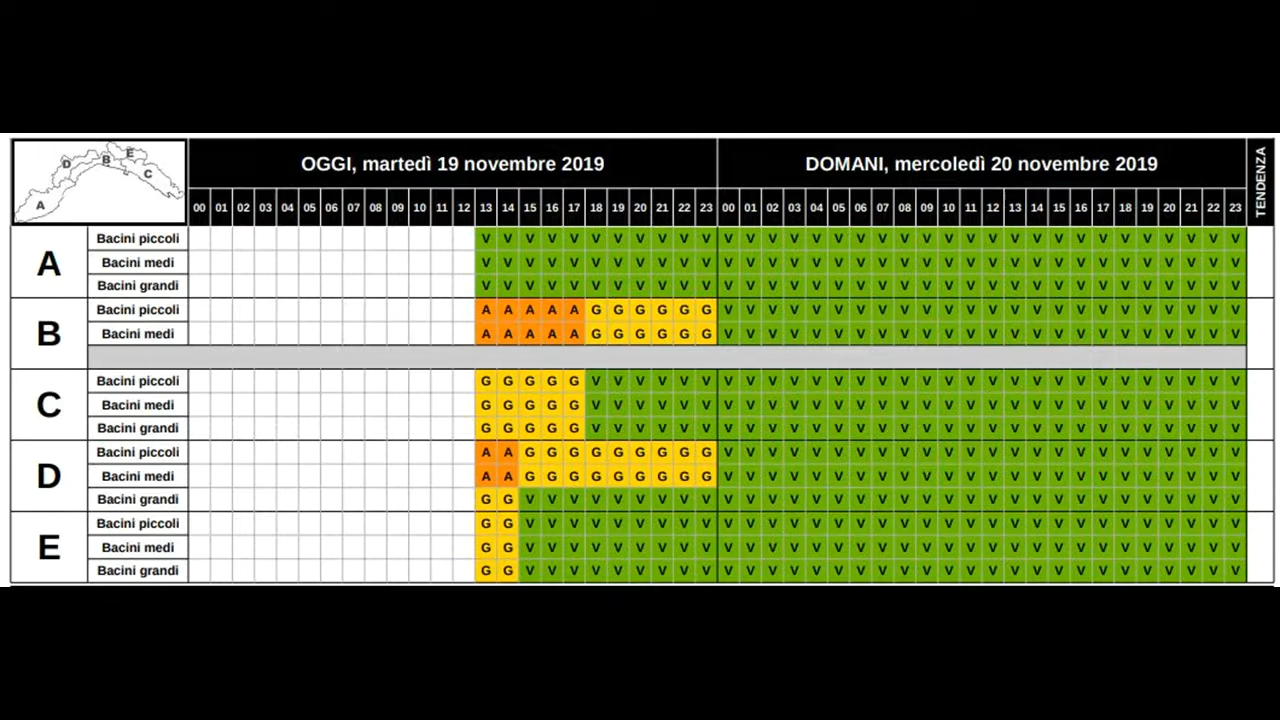 E
D B
C
A
OGGI, martedì 19 novembre 2019 DOMANI, mercoledì 20 novembre 2019 TENDENZA
00 01 02 03 04 05 06 07 08 09 10 11 12 13 14 15 16 17 18 19 20 21 22 23 00 01 02 03 04 05 06 07 08 09 10 11 12 13 14 15 16 17 18 19 20 21 22 23
A
Bacini piccoli V V V V V V V V V V V V V V V V V V V V V V V V V V V V V V V V V V V
Bacini medi V V V V V V V V V V V V V V V V V V V V V V V V V V V V V V V V V V V
Bacini grandi V V V V V V V V V V V V V V V V V V V V V V V V V V V V V V V V V V V
B
Bacini piccoli A A A A A G G G G G G V V V V V V V V V V V V V V V V V V V V V V V V
Bacini medi A A A A A G G G G G G V V V V V V V V V V V V V V V V V V V V V V V V
C
Bacini piccoli G G G G G V V V V V V V V V V V V V V V V V V V V V V V V V V V V V V
Bacini medi G G G G G V V V V V V V V V V V V V V V V V V V V V V V V V V V V V V
Bacini grandi G G G G G V V V V V V V V V V V V V V V V V V V V V V V V V V V V V V
D
Bacini piccoli A A G G G G G G G G G V V V V V V V V V V V V V V V V V V V V V V V V
Bacini medi A A G G G G G G G G G V V V V V V V V V V V V V V V V V V V V V V V V
Bacini grandi G G V V V V V V V V V V V V V V V V V V V V V V V V V V V V V V V V
E
Bacini piccoli G G V V V V V V V V V V V V V V V V V V V V V V V V V V V V V V V V V
Bacini medi G G V V V V V V V V V V V V V V V V V V V V V V V V V V V V V V V V V
Bacini grandi G G V V V V V V V V V V V V V V V V V V V V V V V V V V V V V V V V V